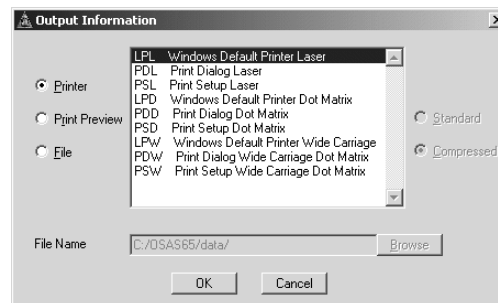 Output Information
LPL Windows Default Printer Laser
PDL Print Dialog Laser
PSL Print Setup Laser
LPD Windows Default Printer Dot Matrix
PDD Print Dialog Dot Matrix
PSD Print Setup Dot Matrix
LPW Windows Default Printer Wide Carriage
PDW Print Dialog Wide Carriage Dot Matrix
PSW Print Setup Wide Carriage Dot Matrix
Printer
Print Preview
File
Standard
Compressed
File Name C:/OSAS65/data/ Browse
OK Cancel